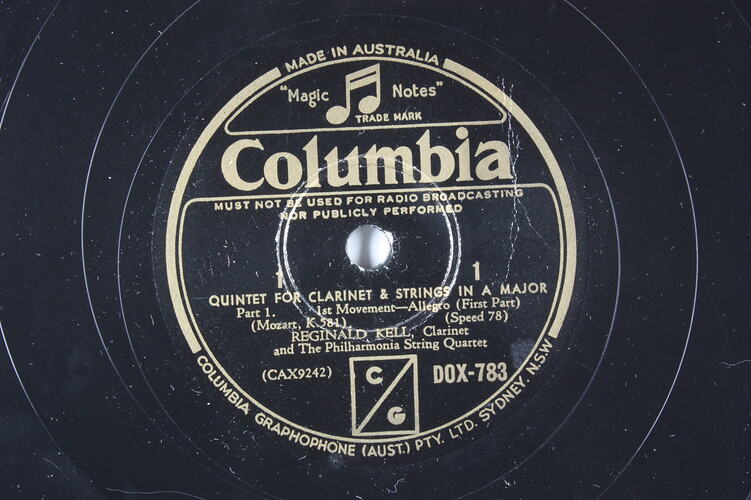 MADE IN AUSTRALIA
"Magic Notes"
TRADE MARK
Columbia
MUST NOT BE USED FOR RADIO BROADCASTING
NOR PUBLICLY PERFORMED
1 1
QUINTET FOR CLARINET & STRINGS IN A MAJOR
Part 1. 1st Movement—Allegro (First Part)
(Mozart, K.581) (Speed 78)
REGINALD KELL, Clarinet
and The Philharmonia String Quartet
(CAX9242) C/G DOX-783
COLUMBIA GRAPHOPHONE (AUST.) PTY. LTD. SYDNEY. N.S.W.